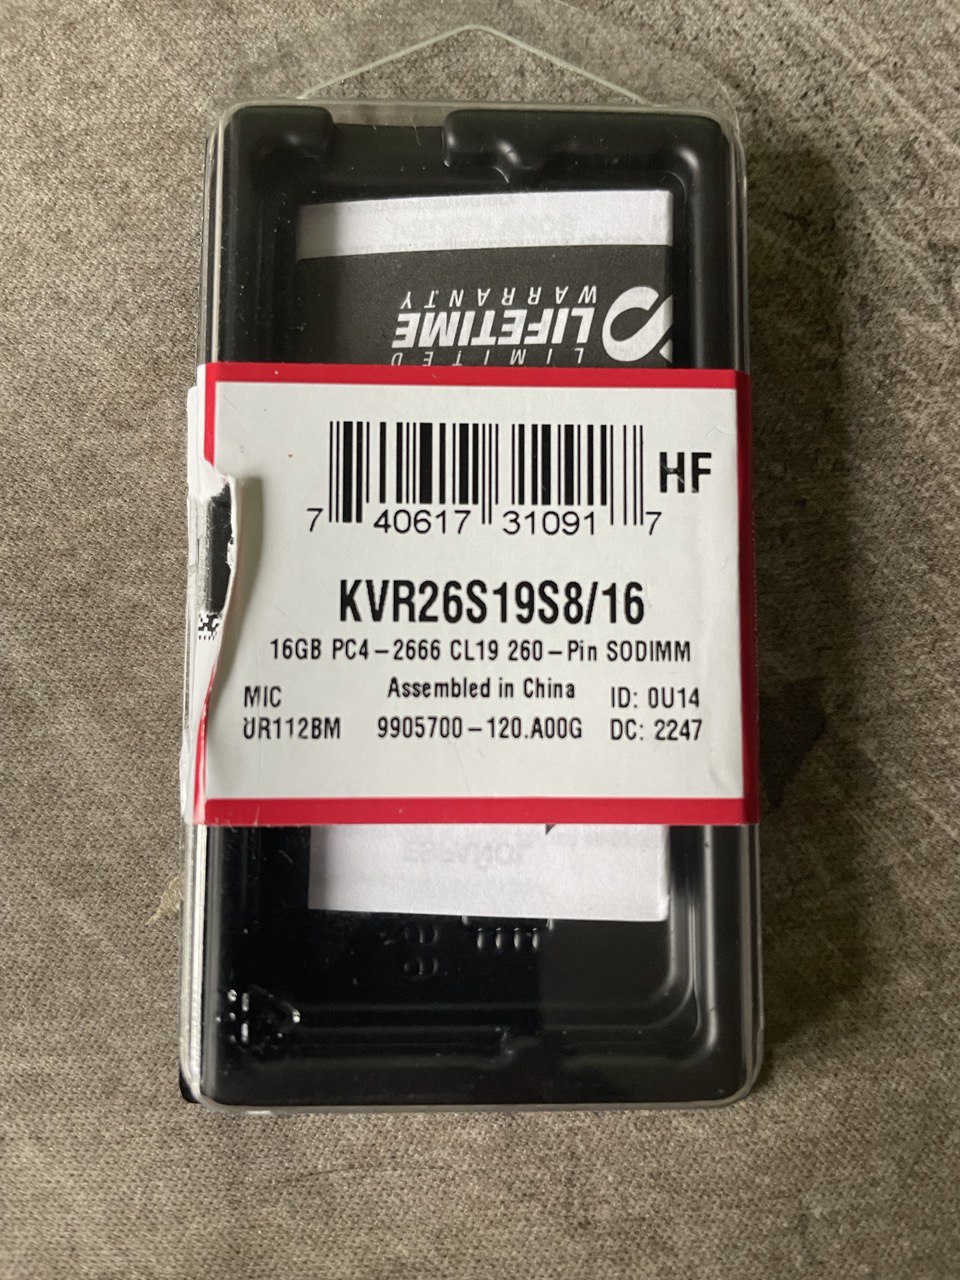 LIMITED
LIFETIME
WARRANTY
HF
7 40617 31091 7
KVR26S19S8/16
16GB PC4-2666 CL19 260-Pin SODIMM
MIC Assembled in China ID: 0U14
UR112BM 9905700-120.A00G DC: 2247